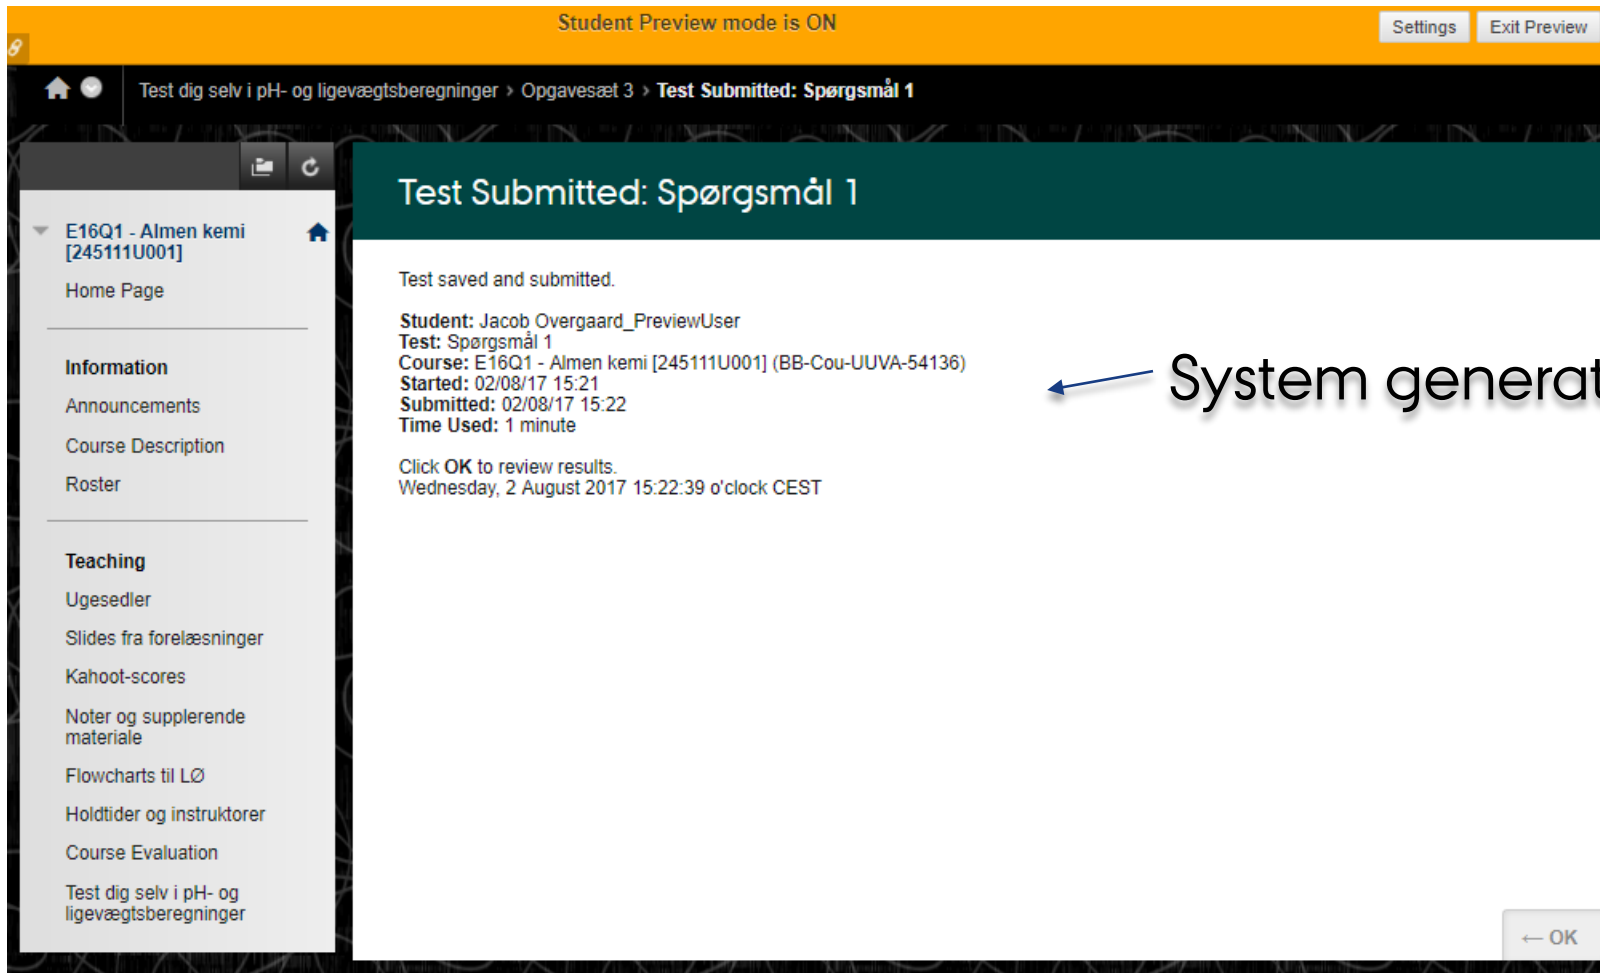 Student Preview mode is ON
Settings
Exit Preview
Test dig selv i pH- og ligevægtsberegninger > Opgavesæt 3 > Test Submitted: Spørgsmål 1
Test Submitted: Spørgsmål 1
E16Q1 - Almen kemi
[245111U001]
Home Page
Information
Announcements
Course Description
Roster
Teaching
Ugesedler
Slides fra forelæsninger
Kahoot-scores
Noter og supplerende
materiale
Flowcharts til LØ
Holdtider og instruktorer
Course Evaluation
Test dig selv i pH- og
ligevægtsberegninger
Test saved and submitted.
Student: Jacob Overgaard_PreviewUser
Test: Spørgsmål 1
Course: E16Q1 - Almen kemi [245111U001] (BB-Cou-UUVA-54136)
Started: 02/08/17 15:21
Submitted: 02/08/17 15:22
Time Used: 1 minute
Click OK to review results.
Wednesday, 2 August 2017 15:22:39 o'clock CEST
System generat
← OK